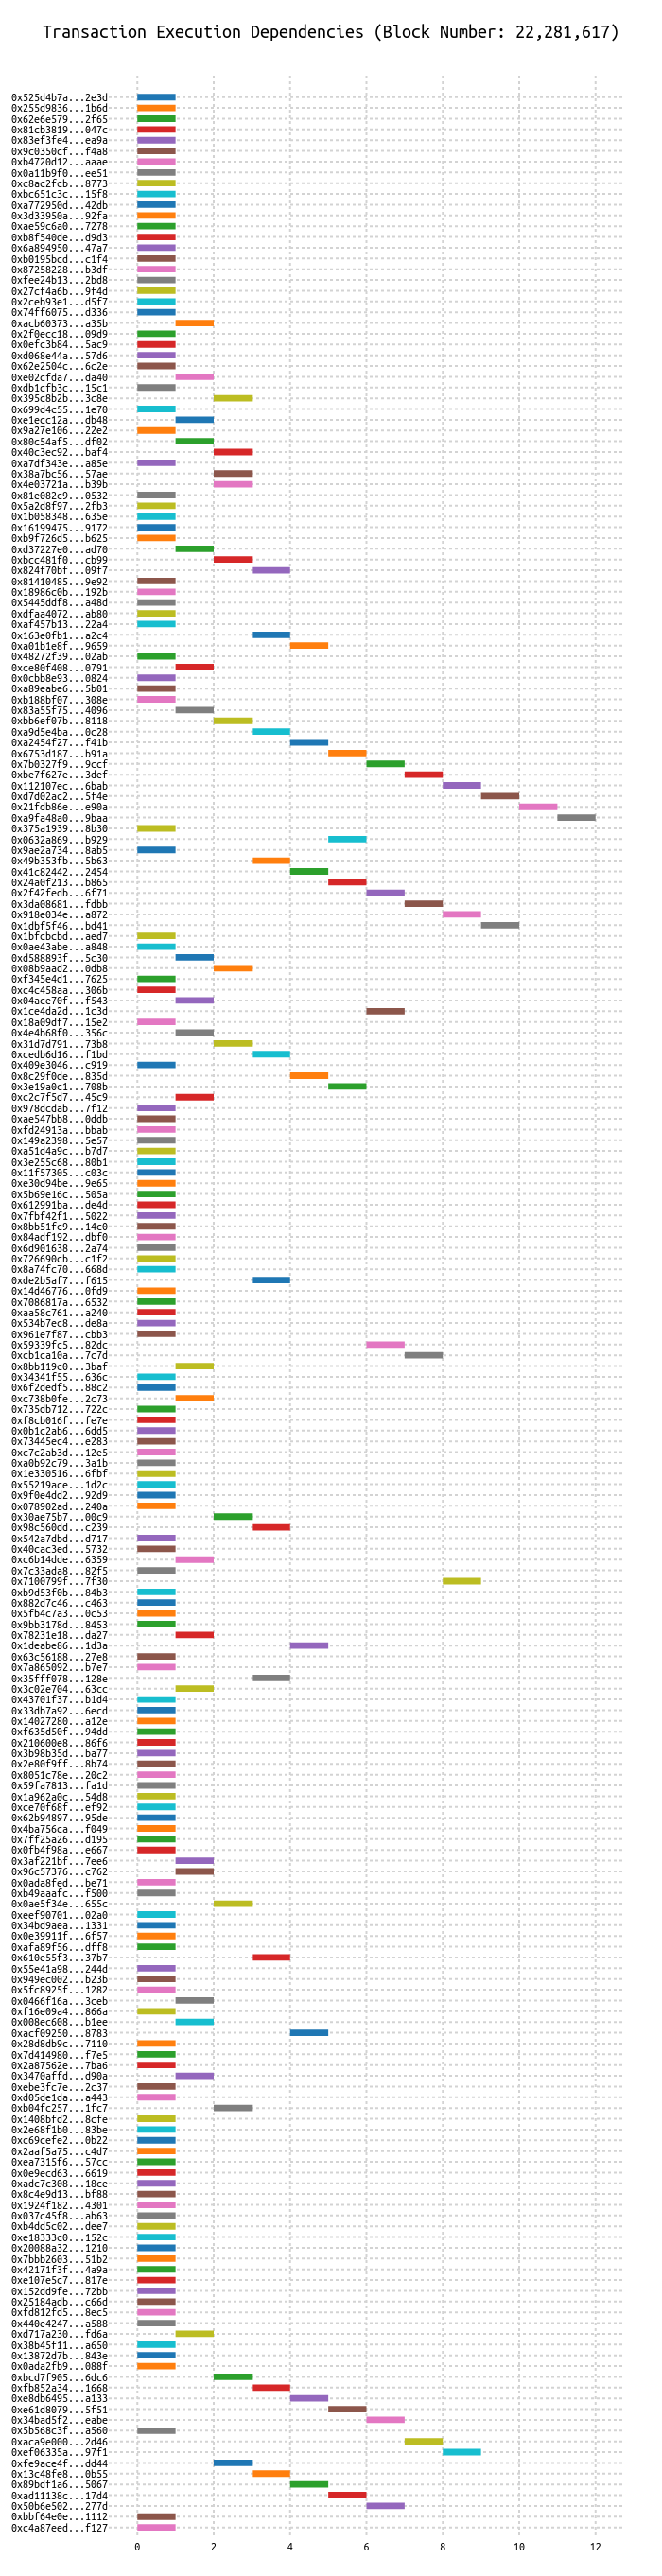 Transaction Execution Dependencies (Block Number: 22,281,617)
0x525d4b7a...2e3d
0x255d9836...1b6d
0x62e6e579...2f65
0x81cb3819...047c
0x83ef3fe4...ea9a
0x9c0350cf...f4a8
0xb4720d12...aaae
0x0a11b9f0...ee51
0xc8ac2fcb...8773
0xbc651c3c...15f8
0xa772950d...42db
0x3d33950a...92fa
0xae59c6a0...7278
0xb8f540de...d9d3
0x6a894950...47a7
0xb0195bcd...c1f4
0x87258228...b3df
0xfee24b13...2bd8
0x27cf4a6b...9f4d
0x2ceb93e1...d5f7
0x74ff6075...d336
0xacb60373...a35b
0x2f0ecc18...09d9
0x0efc3b84...5ac9
0xd068e44a...57d6
0x62e2504c...6c2e
0xe02cfda7...da40
0xdb1cfb3c...15c1
0x395c8b2b...3c8e
0x699d4c55...1e70
0xe1ecc12a...db48
0x9a27e106...22e2
0x80c54af5...df02
0x40c3ec92...baf4
0xa7df343e...a85e
0x38a7bc56...57ae
0x4e03721a...b39b
0x81e082c9...0532
0x5a2d8f97...2fb3
0x1b058348...635e
0x16199475...9172
0xb9f726d5...b625
0xd37227e0...ad70
0xbcc481f0...cb99
0x824f70bf...09f7
0x81410485...9e92
0x18986c0b...192b
0x5445ddf8...a48d
0xdfaa4072...ab80
0xaf457b13...22a4
0x163e0fb1...a2c4
0xa01b1e8f...9659
0x48272f39...02ab
0xce80f408...0791
0x0cbb8e93...0824
0xa89eabe6...5b01
0xb188bf07...308e
0x83a55f75...4096
0xbb6ef07b...8118
0xa9d5e4ba...0c28
0xa2454f27...f41b
0x6753d187...b91a
0x7b0327f9...9ccf
0xbe7f627e...3def
0x112107ec...6bab
0xd7d02ac2...5f4e
0x21fdb86e...e90a
0xa9fa48a0...9baa
0x375a1939...8b30
0x0632a869...b929
0x9ae2a734...8ab5
0x49b353fb...5b63
0x41c82442...2454
0x24a0f213...b865
0x2f42fedb...6f71
0x3da08681...fdbb
0x918e034e...a872
0x1dbf5f46...bd41
0x1bfcbcbd...aed7
0x0ae43abe...a848
0xd588893f...5c30
0x08b9aad2...0db8
0xf345e4d1...7625
0xc4c458aa...306b
0x04ace70f...f543
0x1ce4da2d...1c3d
0x18a09df7...15e2
0x4e4b68f0...356c
0x31d7d791...73b8
0xcedb6d16...f1bd
0x409e3046...c919
0x8c29f0de...835d
0x3e19a0c1...708b
0xc2c7f5d7...45c9
0x978dcdab...7f12
0xae547bb8...0ddb
0xfd24913a...bbab
0x149a2398...5e57
0xa51d4a9c...b7d7
0x3e255c68...80b1
0x11f57305...c03c
0xe30d94be...9e65
0x5b69e16c...505a
0x612991ba...de4d
0x7fbf42f1...5022
0x8bb51fc9...14c0
0x84adf192...dbf0
0x6d901638...2a74
0x726690cb...c1f2
0x8a74fc70...668d
0xde2b5af7...f615
0x14d46776...0fd9
0x7086817a...6532
0xaa58c761...a240
0x534b7ec8...de8a
0x961e7f87...cbb3
0x59339fc5...82dc
0xcb1ca10a...7c7d
0x8bb119c0...3baf
0x34341f55...636c
0x6f2dedf5...88c2
0xc738b0fe...2c73
0x735db712...722c
0xf8cb016f...fe7e
0x0b1c2ab6...6dd5
0x73445ec4...e283
0xc7c2ab3d...12e5
0xa0b92c79...3a1b
0x1e330516...6fbf
0x55219ace...1d2c
0x9f0e4dd2...92d9
0x078902ad...240a
0x30ae75b7...00c9
0x98c560dd...c239
0x542a7dbd...d717
0x40cac3ed...5732
0xc6b14dde...6359
0x7c33ada8...82f5
0x7100799f...7f30
0xb9d53f0b...84b3
0x882d7c46...c463
0x5fb4c7a3...0c53
0x9bb3178d...8453
0x78231e18...da27
0x1deabe86...1d3a
0x63c56188...27e8
0x7a865092...b7e7
0x35fff078...128e
0x3c02e704...63cc
0x43701f37...b1d4
0x33db7a92...6ecd
0x14027280...a12e
0xf635d50f...94dd
0x210600e8...86f6
0x3b98b35d...ba77
0x2e80f9ff...8b74
0x8051c78e...20c2
0x59fa7813...fa1d
0x1a962a0c...54d8
0xce70f68f...ef92
0x62b94897...95de
0x4ba756ca...f049
0x7ff25a26...d195
0x0fb4f98a...e667
0x3af221bf...7ee6
0x96c57376...c762
0x0ada8fed...be71
0xb49aaafc...f500
0x0ae5f34e...655c
0xeef90701...02a0
0x34bd9aea...1331
0x0e39911f...6f57
0xafa89f56...dff8
0x610e55f3...37b7
0x55e41a98...244d
0x949ec002...b23b
0x5fc8925f...1282
0x0466f16a...3ceb
0xf16e09a4...866a
0x008ec608...b1ee
0xacf09250...8783
0x28d8db9c...7110
0x7d414980...f7e5
0x2a87562e...7ba6
0x3470affd...d90a
0xebe3fc7e...2c37
0xd05de1da...a443
0xb04fc257...1fc7
0x1408bfd2...8cfe
0x2e68f1b0...83be
0xc69cefe2...0b22
0x2aaf5a75...c4d7
0xea7315f6...57cc
0x0e9ecd63...6619
0xadc7c308...18ce
0x8c4e9d13...bf88
0x1924f182...4301
0x037c45f8...ab63
0xb4dd5c02...dee7
0xe18333c0...152c
0x20088a32...1210
0x7bbb2603...51b2
0x42171f3f...4a9a
0xe107e5c7...817e
0x152dd9fe...72bb
0x25184adb...c66d
0xfd812fd5...8ec5
0x440e4247...a588
0xd717a230...fd6a
0x38b45f11...a650
0x13872d7b...843e
0x0ada2fb9...088f
0xbcd7f905...6dc6
0xfb852a34...1668
0xe8db6495...a133
0xe61d8079...5f51
0x34bad5f2...eabe
0x5b568c3f...a560
0xaca9e000...2d46
0xef06335a...97f1
0xfe9ace4f...dd44
0x13c48fe8...0b55
0x89bdf1a6...5067
0xad11138c...17d4
0x50b6e502...277d
0xbbf64e0e...1112
0xc4a87eed...f127
0 2 4 6 8 10 12